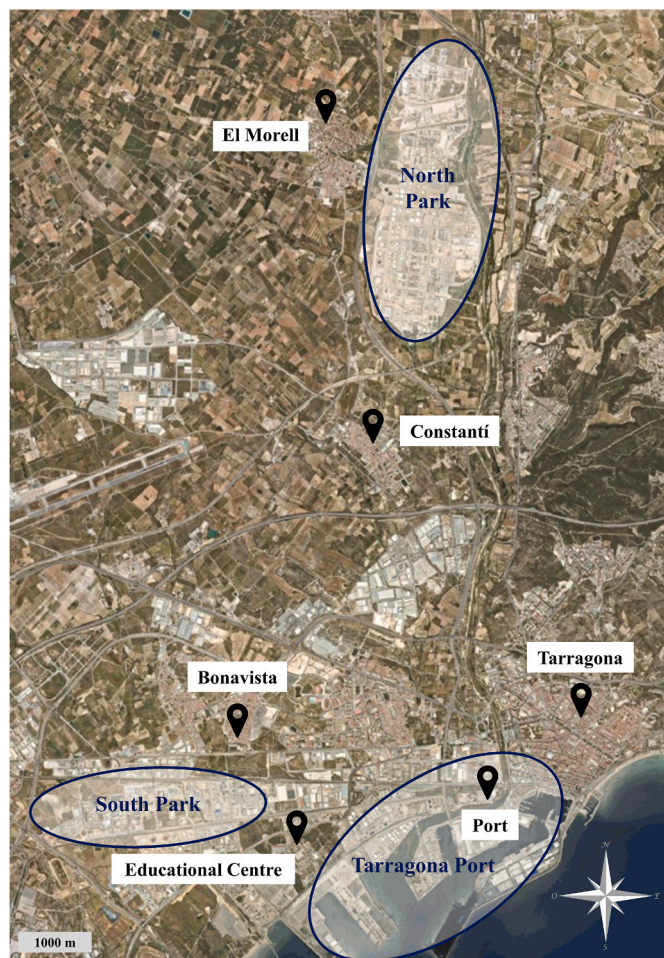 El Morell
North
Park
Constantí
Tarragona
Bonavista
South Park
Port
Educational Centre
Tarragona Port
N
O
E
S
1000 m